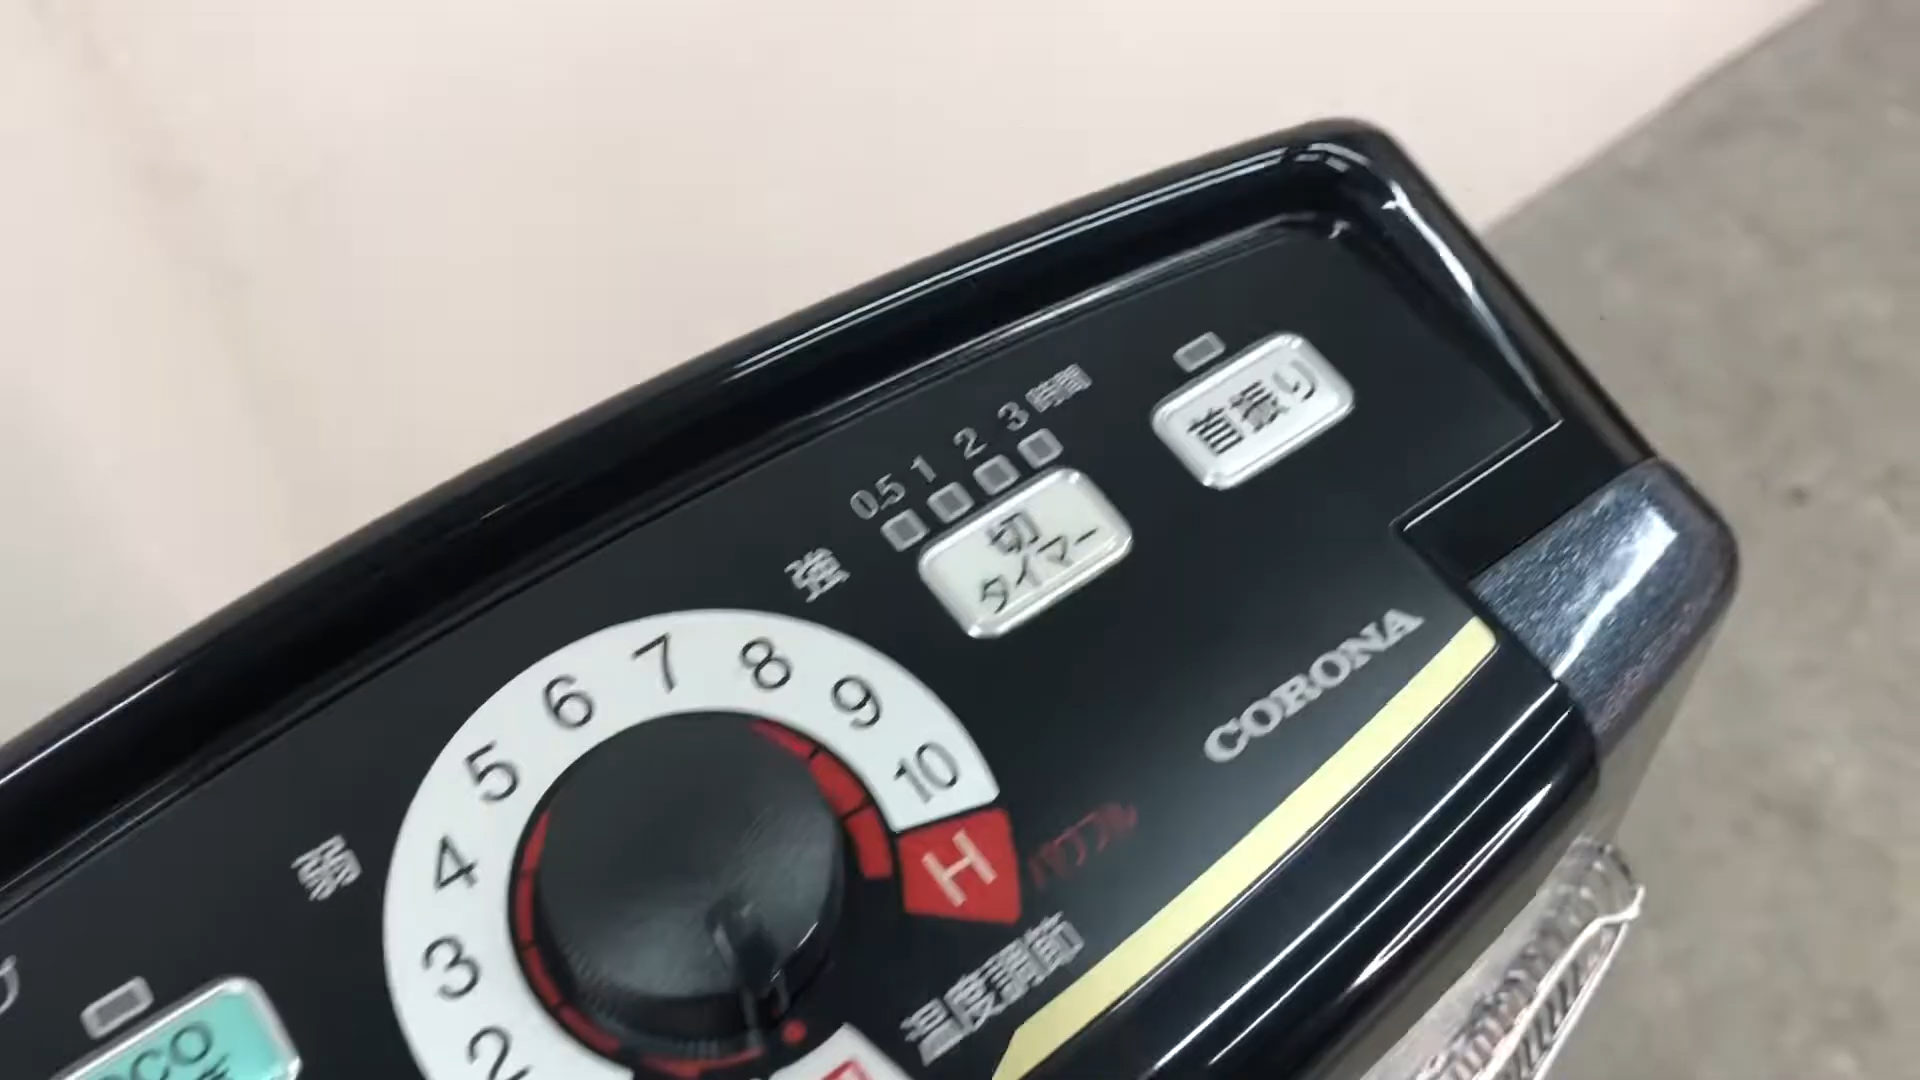 首振り
0.5 1 2 3 時間
切
タイマー
強
CORONA
弱
2 3 4 5 6 7 8 9 10 H
パワフル
温度調節